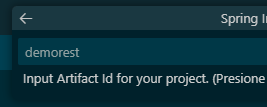 Spring
demorest
Input Artifact Id for your project. (Presione